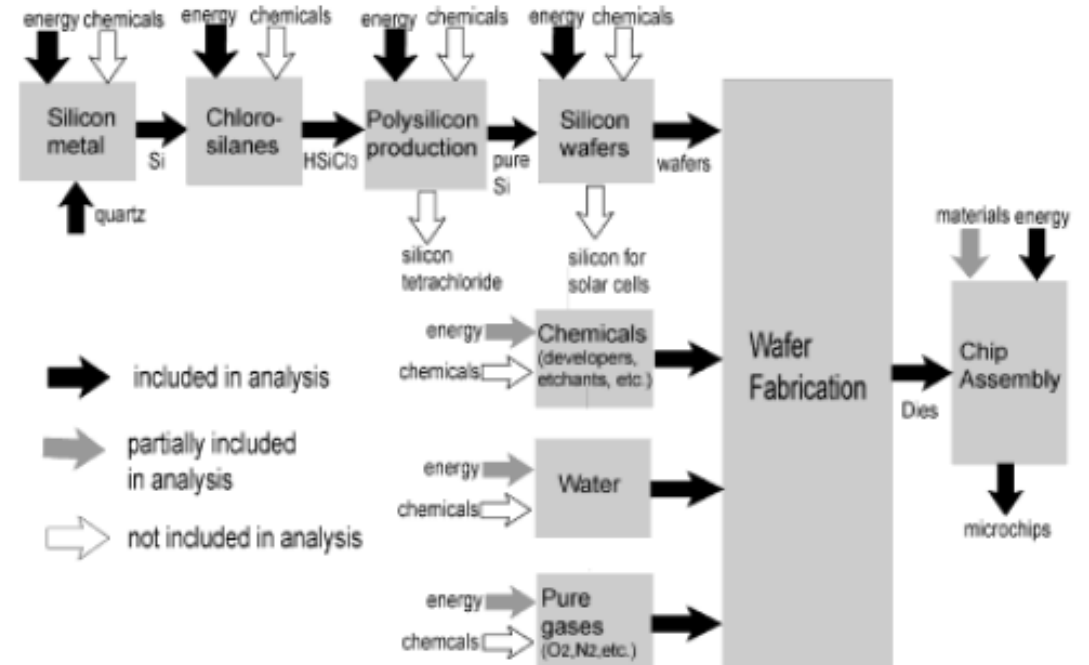 energy chemicals
energy chemicals
energy chemicals
energy chemicals
Silicon
metal
Si
Chloro-
silanes
HSiCl3
Polysilicon
production
pure
Si
Silicon
wafers
wafers
quartz
silicon
tetrachloride
silicon for
solar cells
materials energy
energy
chemicals
Chemicals
(developers,
etchants, etc.)
Wafer
Fabrication
Dies
Chip
Assembly
microchips
included in analysis
partially included
in analysis
not included in analysis
energy
chemicals
Water
energy
chemcals
Pure
gases
(O2,N2,etc.)